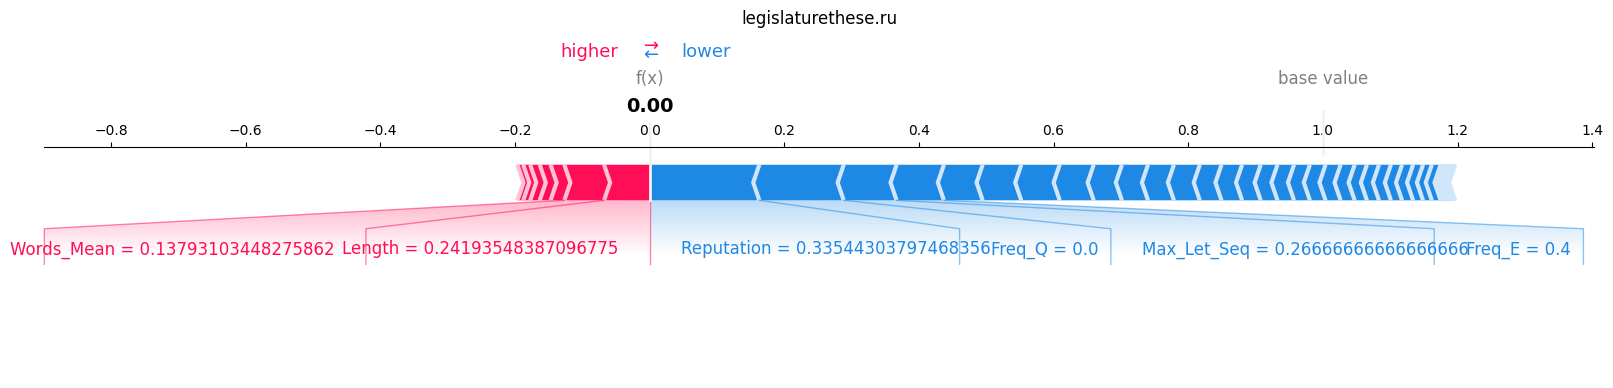 legislaturethese.ru
higher → ← lower
f(x) base value
0.00
−0.8 −0.6 −0.4 −0.2 0.0 0.2 0.4 0.6 0.8 1.0 1.2 1.4
Words_Mean = 0.13793103448275862 Length = 0.24193548387096775 Reputation = 0.33544303797468356 Freq_Q = 0.0 Max_Let_Seq = 0.26666666666666666 Freq_E = 0.4